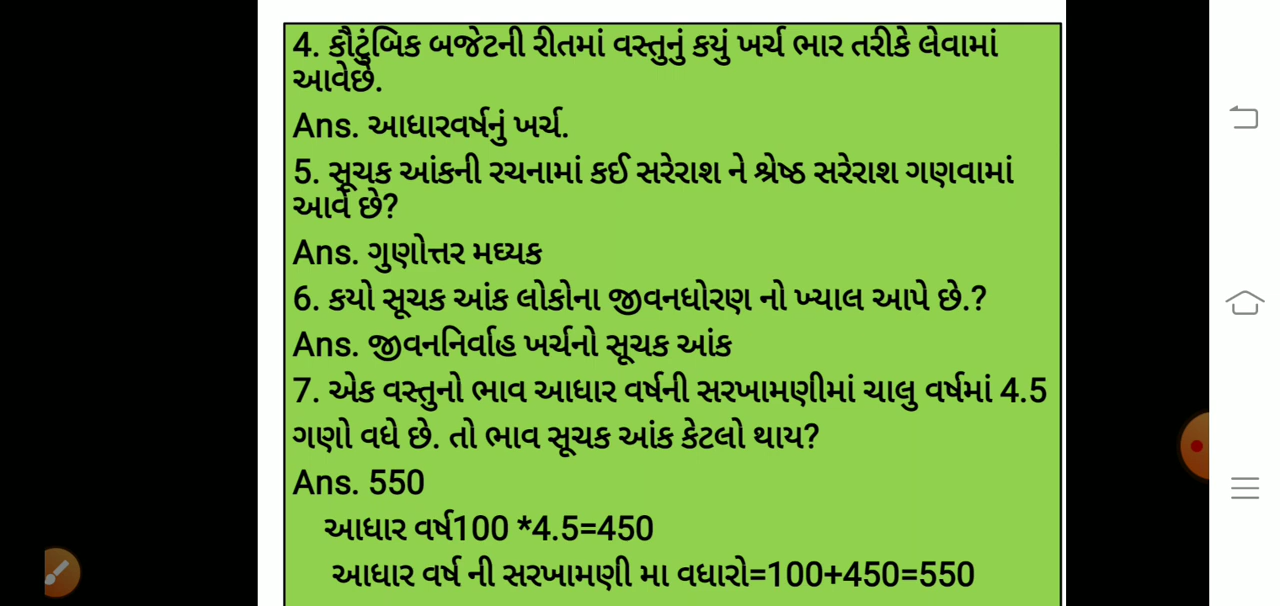 4. કૌટુંબિક બજેટની રીતમાં વસ્તુનું કયું ખર્ચ ભાર તરીકે લેવામાં
આવેછે.
Ans. આધારવર્ષનું ખર્ચ.
5. સૂચક આંકની રચનામાં કઈ સરેરાશ ને શ્રેષ્ઠ સરેરાશ ગણવામાં
આવે છે?
Ans. ગુણોત્તર મઘ્યક
6. કયો સૂચક આંક લોકોના જીવનધોરણ નો ખ્યાલ આપે છે.?
Ans. જીવનનિર્વાહ ખર્ચનો સૂચક આંક
7. એક વસ્તુનો ભાવ આધાર વર્ષની સરખામણીમાં ચાલુ વર્ષમાં 4.5
ગણો વધે છે. તો ભાવ સૂચક આંક કેટલો થાય?
Ans. 550
આધાર વર્ષ100 *4.5=450
આધાર વર્ષ ની સરખામણી મા વધારો=100+450=550